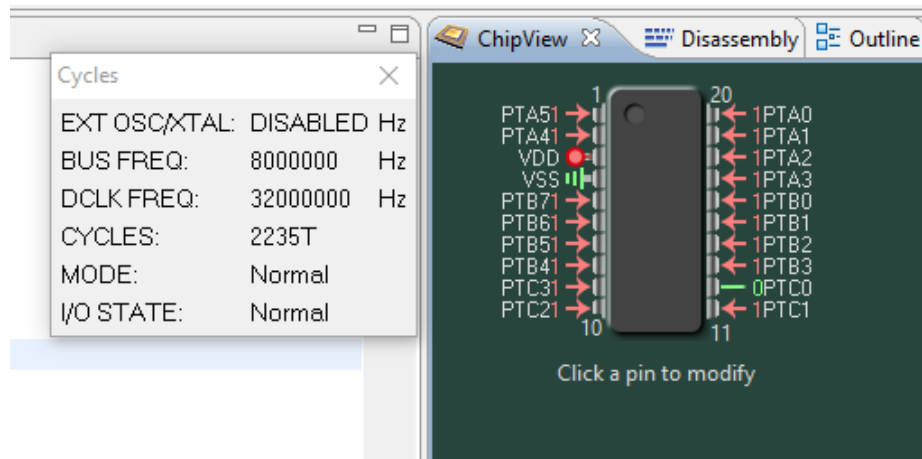 ChipView Disassembly Outline
Cycles
EXT OSC/XTAL: DISABLED Hz
BUS FREQ: 8000000 Hz
DCLK FREQ: 32000000 Hz
CYCLES: 2235T
MODE: Normal
I/O STATE: Normal
1 20
PTA51 1PTA0
PTA41 1PTA1
VDD 1PTA2
VSS 1PTA3
PTB71 1PTB0
PTB61 1PTB1
PTB51 1PTB2
PTB41 1PTB3
PTC31 0PTC0
PTC21 1PTC1
10 11
Click a pin to modify